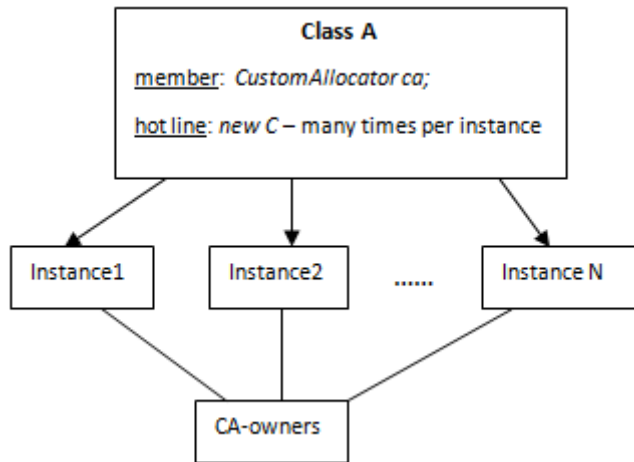 Class A
member: CustomAllocator ca;
hot line: new C – many times per instance
Instance1
Instance2
......
Instance N
CA-owners